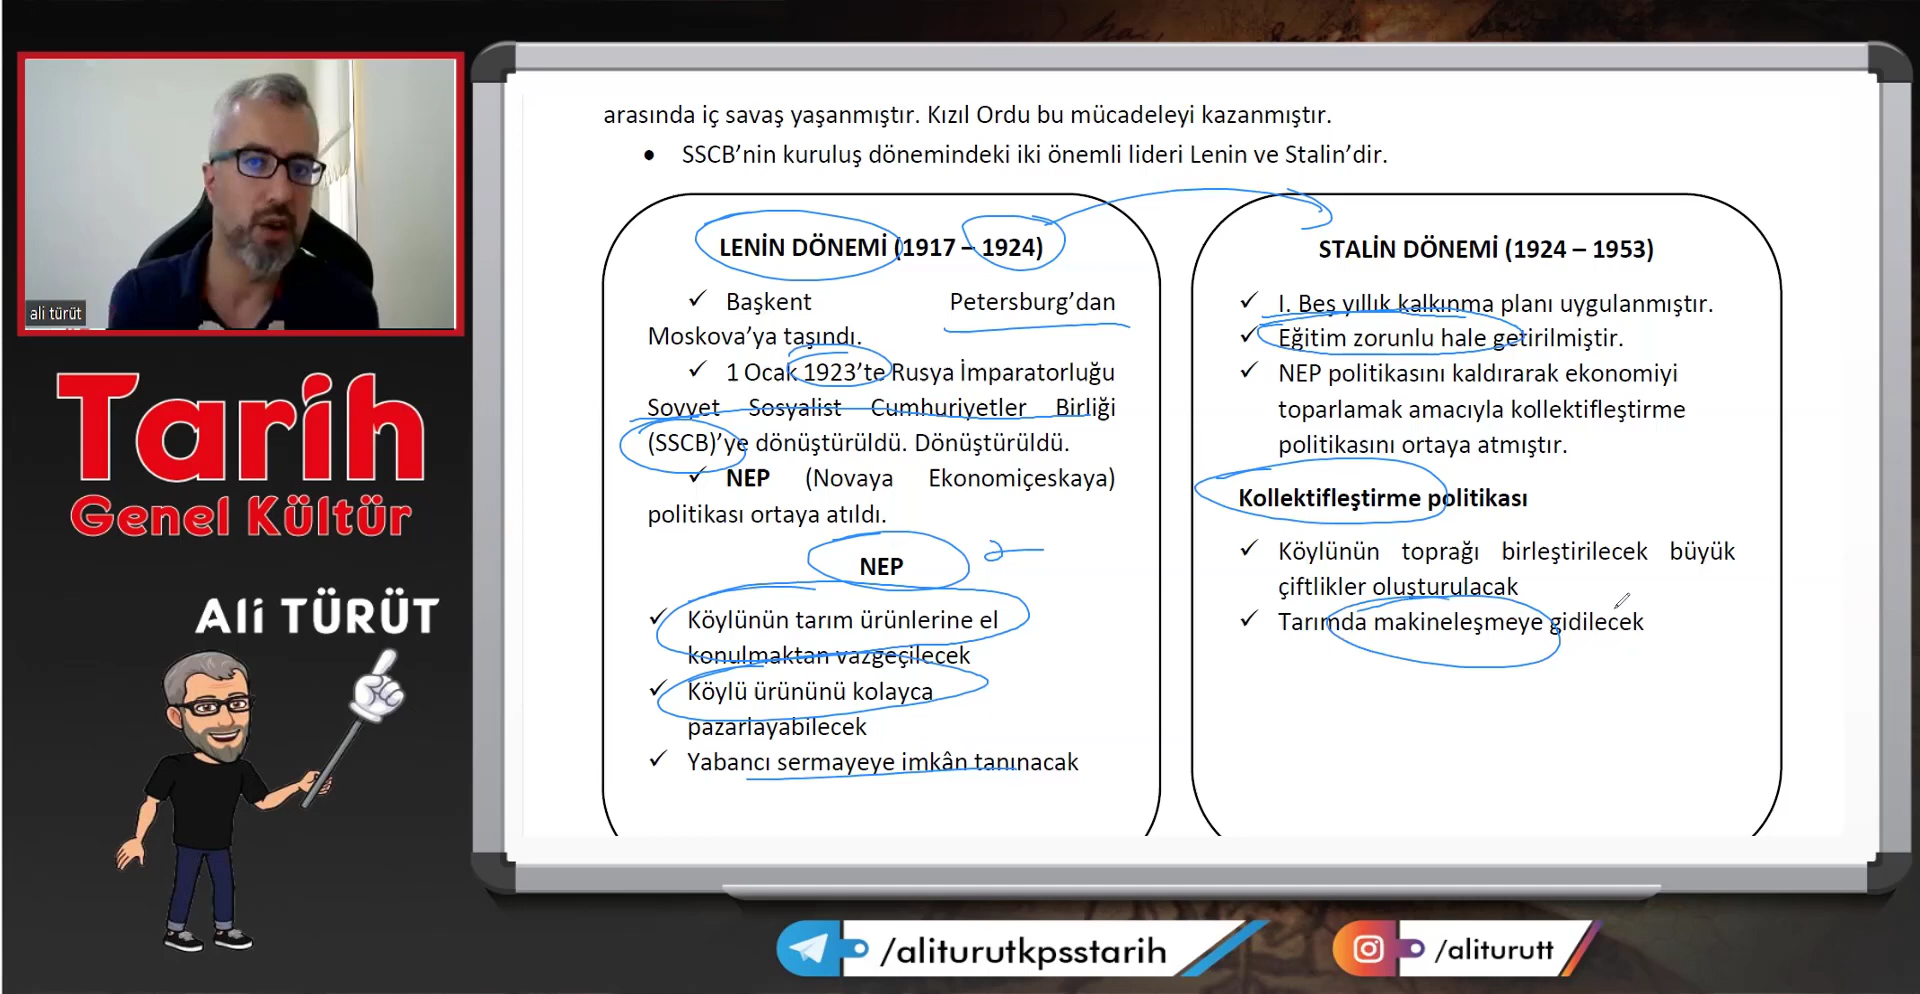 arasında iç savaş yaşanmıştır. Kızıl Ordu bu mücadeleyi kazanmıştır.
• SSCB'nin kuruluş dönemindeki iki önemli lideri Lenin ve Stalin'dir.
LENİN DÖNEMİ (1917 – 1924)
✓ Başkent Petersburg'dan
Moskova'ya taşındı.
✓ 1 Ocak 1923'te Rusya İmparatorluğu
Sovyet Sosyalist Cumhuriyetler Birliği
(SSCB)'ye dönüştürüldü. Dönüştürüldü.
✓ NEP (Novaya Ekonomiçeskaya)
politikası ortaya atıldı.
NEP
✓ Köylünün tarım ürünlerine el
konulmaktan vazgeçilecek
✓ Köylü ürününü kolayca
pazarlayabilecek
✓ Yabancı sermayeye imkân tanınacak
STALİN DÖNEMİ (1924 – 1953)
✓ I. Beş yıllık kalkınma planı uygulanmıştır.
✓ Eğitim zorunlu hale getirilmiştir.
✓ NEP politikasını kaldırarak ekonomiyi
toparlamak amacıyla kollektifleştirme
politikasını ortaya atmıştır.
Kollektifleştirme politikası
✓ Köylünün toprağı birleştirilecek büyük
çiftlikler oluşturulacak
✓ Tarımda makineleşmeye gidilecek
ali türüt
Tarih
Genel Kültür
Ali TÜRÜT
/aliturutkpsstarih
/aliturutt